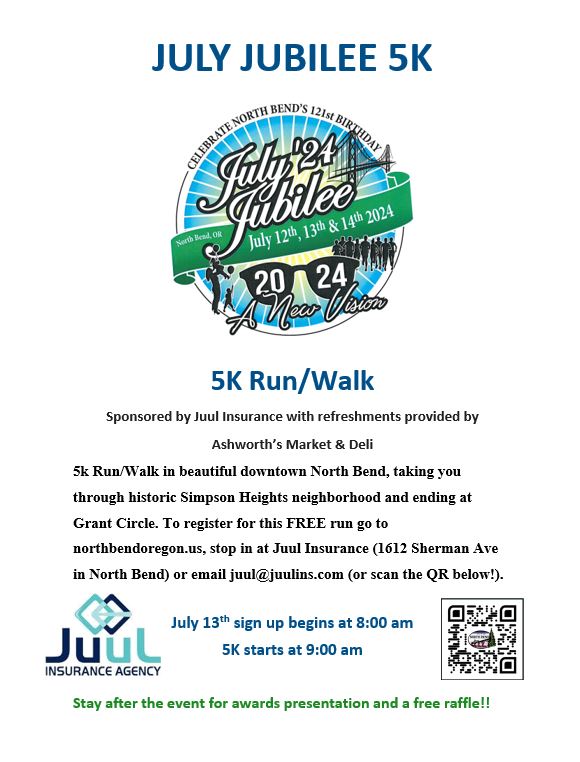 JULY JUBILEE 5K
CELEBRATE NORTH BEND'S 121st BIRTHDAY
July '24
Jubilee
North Bend, OR
July 12th, 13th & 14th 2024
20 24
A New Vision
5K Run/Walk
Sponsored by Juul Insurance with refreshments provided by
Ashworth's Market & Deli
5k Run/Walk in beautiful downtown North Bend, taking you
through historic Simpson Heights neighborhood and ending at
Grant Circle. To register for this FREE run go to
northbendoregon.us, stop in at Juul Insurance (1612 Sherman Ave
in North Bend) or email juul@juulins.com (or scan the QR below!).
JUUL
INSURANCE AGENCY
July 13th sign up begins at 8:00 am
5K starts at 9:00 am
NORTH BEND
Stay after the event for awards presentation and a free raffle!!